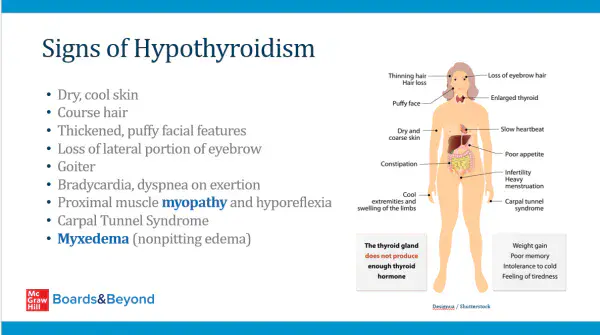 Signs of Hypothyroidism
• Dry, cool skin
• Course hair
• Thickened, puffy facial features
• Loss of lateral portion of eyebrow
• Goiter
• Bradycardia, dyspnea on exertion
• Proximal muscle myopathy and hyporeflexia
• Carpal Tunnel Syndrome
• Myxedema (nonpitting edema)
Thinning hair
Hair loss
Loss of eyebrow hair
Puffy face
Enlarged thyroid
Dry and
coarse skin
Slow heartbeat
Constipation
Poor appetite
Infertility
Heavy
menstruation
Cool
extremities and
swelling of the limbs
Carpal tunnel
syndrome
The thyroid gland
does not produce
enough thyroid
hormone
Weight gain
Poor memory
Intolerance to cold
Feeling of tiredness
Mc
Graw
Hill
Boards&Beyond
Designua / Shutterstock